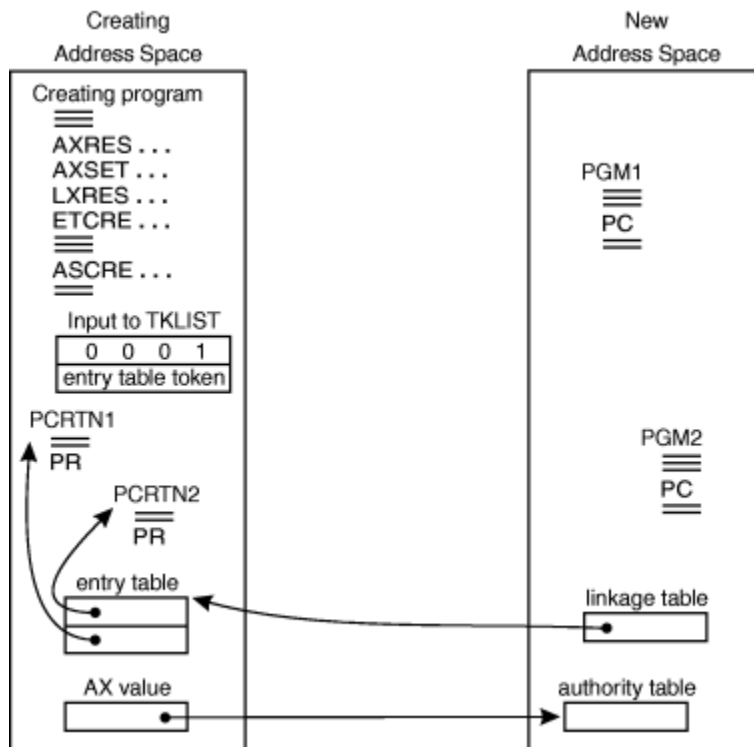 Creating
Address Space
Creating program
AXRES . . .
AXSET . . .
LXRES . . .
ETCRE . . .
ASCRE . . .
Input to TKLIST
0 0 0 1
entry table token
PCRTN1
PR
PCRTN2
PR
entry table
AX value
New
Address Space
PGM1
PC
PGM2
PC
linkage table
authority table